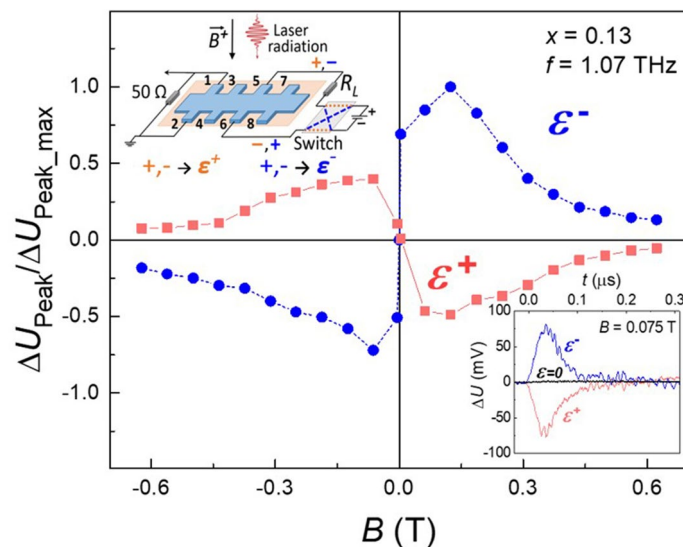 B⁺ Laser radiation
x = 0.13
f = 1.07 THz
+,-
1 3 5 7
50 Ω
R_L
2 4 6 8
-,+
Switch
+,- → ε⁺ +,- → ε⁻
ε⁻
ε⁺
1.0
0.5
0.0
-0.5
-1.0
ΔU_Peak/ΔU_Peak_max
-0.6 -0.3 0.0 0.3 0.6
B (T)
t (μs)
0.0 0.1 0.2 0.3
100
50
0
-50
-100
ΔU (mV)
B = 0.075 T
ε⁻
ε=0
ε⁺